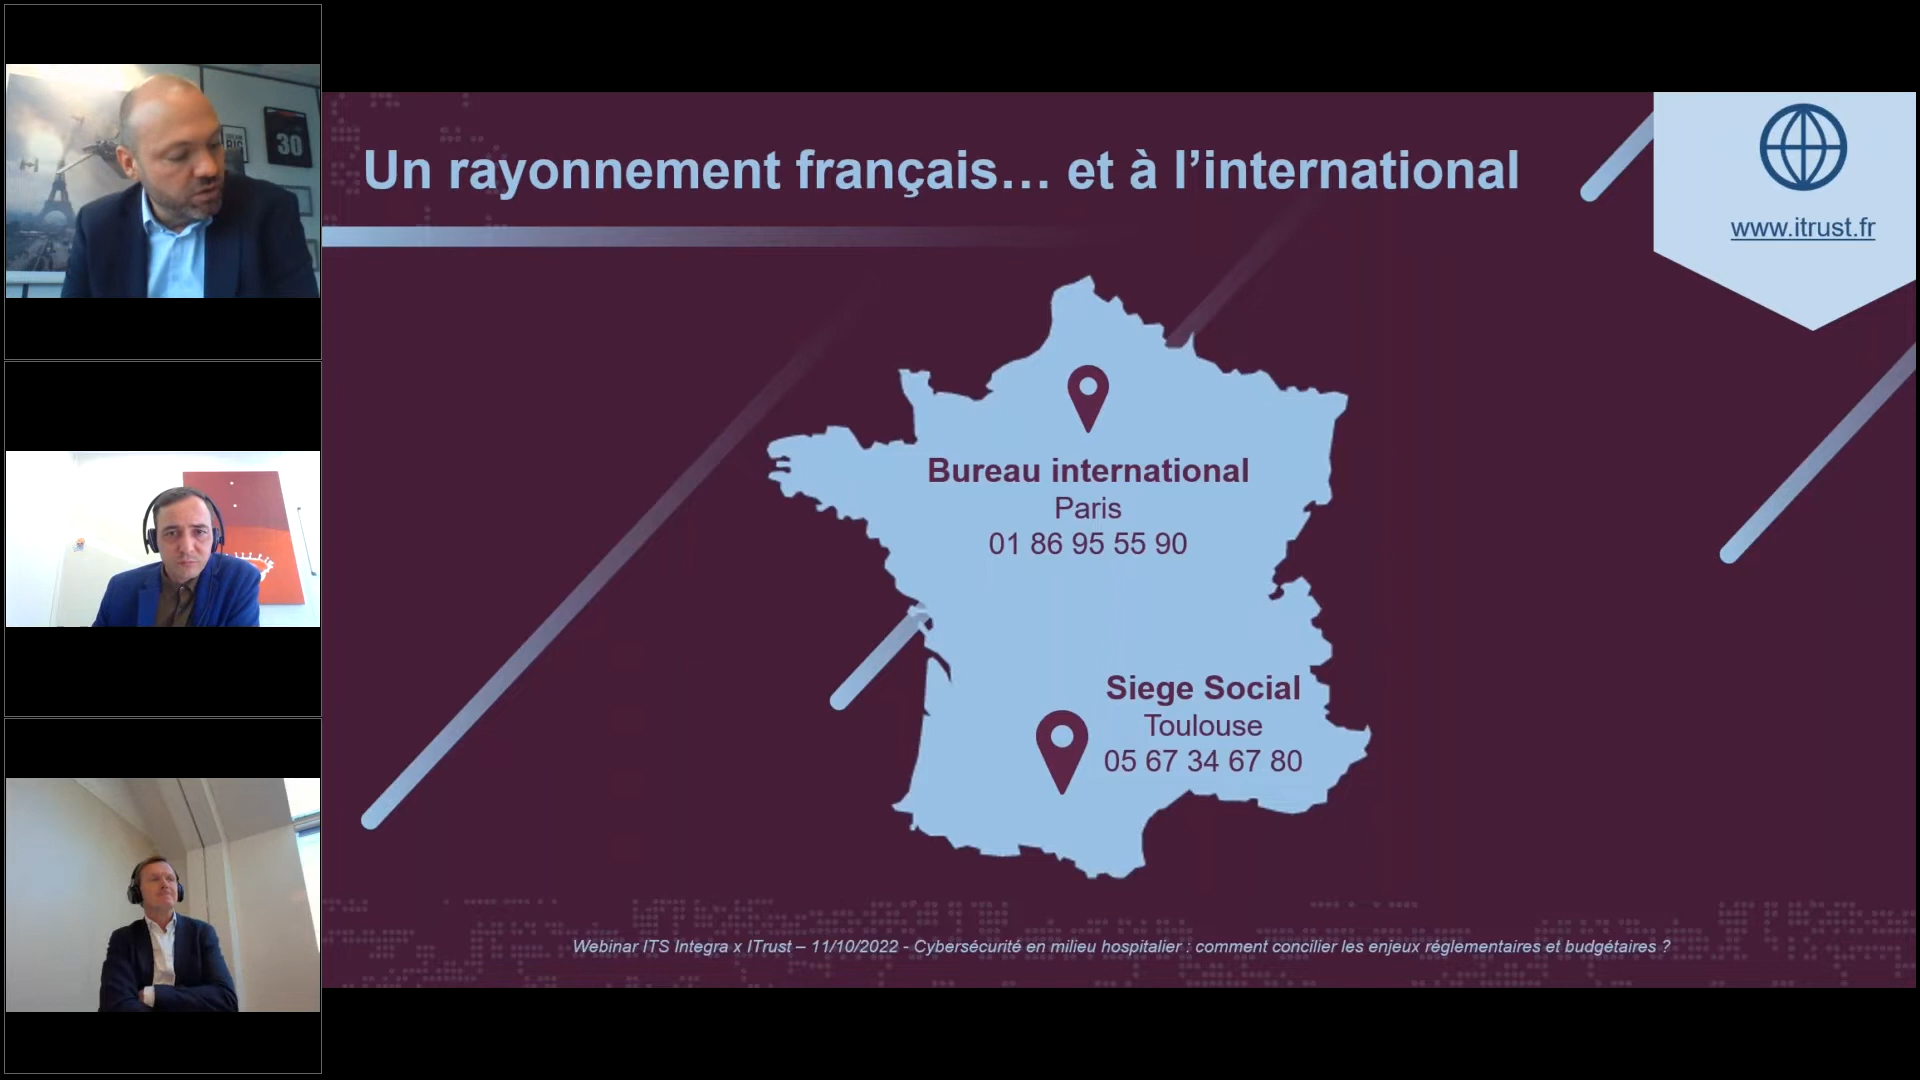 30
Un rayonnement français… et à l’international
www.itrust.fr
Bureau international
Paris
01 86 95 55 90
Siege Social
Toulouse
05 67 34 67 80
Webinar ITS Integra x ITrust – 11/10/2022 - Cybersécurité en milieu hospitalier : comment concilier les enjeux réglementaires et budgétaires ?